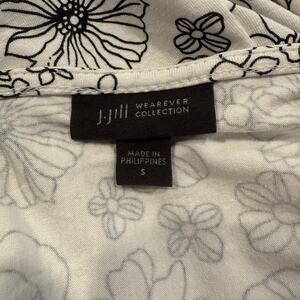 J.Jill WEAREVER
COLLECTION
MADE IN
PHILIPPINES
S